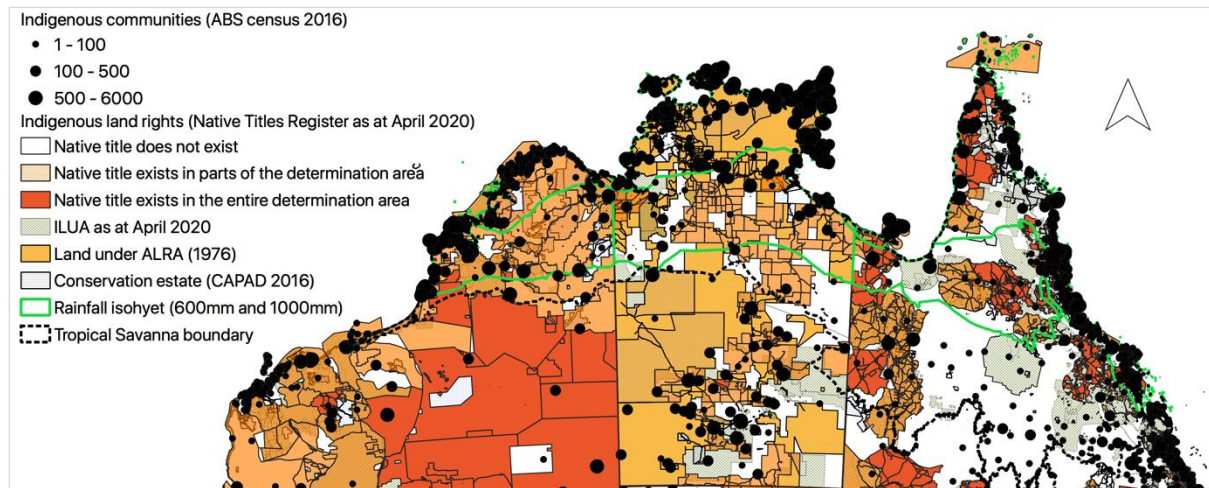 Indigenous communities (ABS census 2016)
1 - 100
100 - 500
500 - 6000
Indigenous land rights (Native Titles Register as at April 2020)
Native title does not exist
Native title exists in parts of the determination area
Native title exists in the entire determination area
ILUA as at April 2020
Land under ALRA (1976)
Conservation estate (CAPAD 2016)
Rainfall isohyet (600mm and 1000mm)
Tropical Savanna boundary